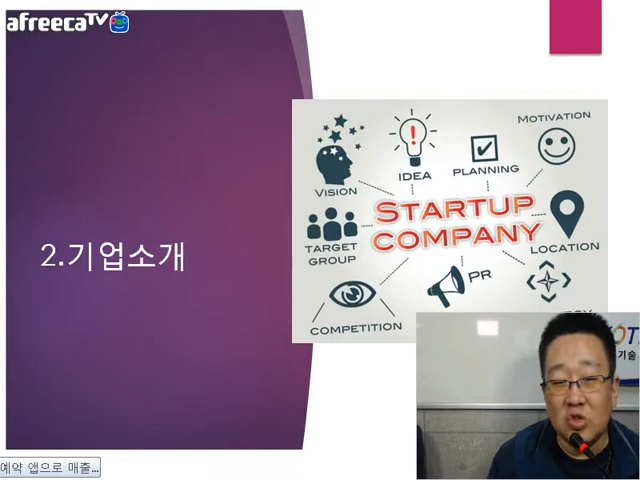 afreecaTV
2.기업소개
MOTIVATION
IDEA
PLANNING
VISION
STARTUP
COMPANY
TARGET
GROUP
LOCATION
PR
COMPETITION
기술
예약 앱으로 매출...